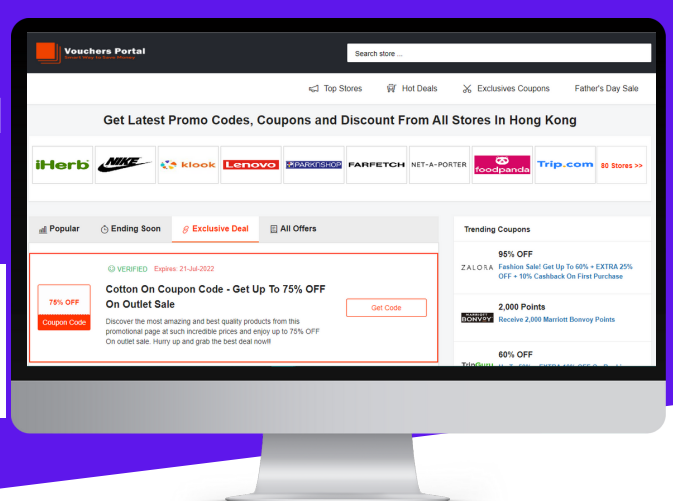 Vouchers Portal
Smart Way to Save Money
Search store ...
Top Stores
Hot Deals
Exclusives Coupons
Father's Day Sale
Get Latest Promo Codes, Coupons and Discount From All Stores In Hong Kong
iHerb
NIKE
klook
Lenovo
PARKNSHOP
FARFETCH
NET-A-PORTER
foodpanda
Trip.com
80 Stores >>
Popular
Ending Soon
Exclusive Deal
All Offers
Trending Coupons
VERIFIED Expires: 21-Jul-2022
75% OFF
Coupon Code
Cotton On Coupon Code - Get Up To 75% OFF
On Outlet Sale
Discover the most amazing and best quality products from this
promotional page at such incredible prices and enjoy up to 75% OFF
On outlet sale. Hurry up and grab the best deal now!!!
Get Code
ZALORA
95% OFF
Fashion Sale! Get Up To 60% + EXTRA 25%
OFF + 10% Cashback On First Purchase
MARRIOTT
BONVOY
2,000 Points
Receive 2,000 Marriott Bonvoy Points
60% OFF
TripGuru